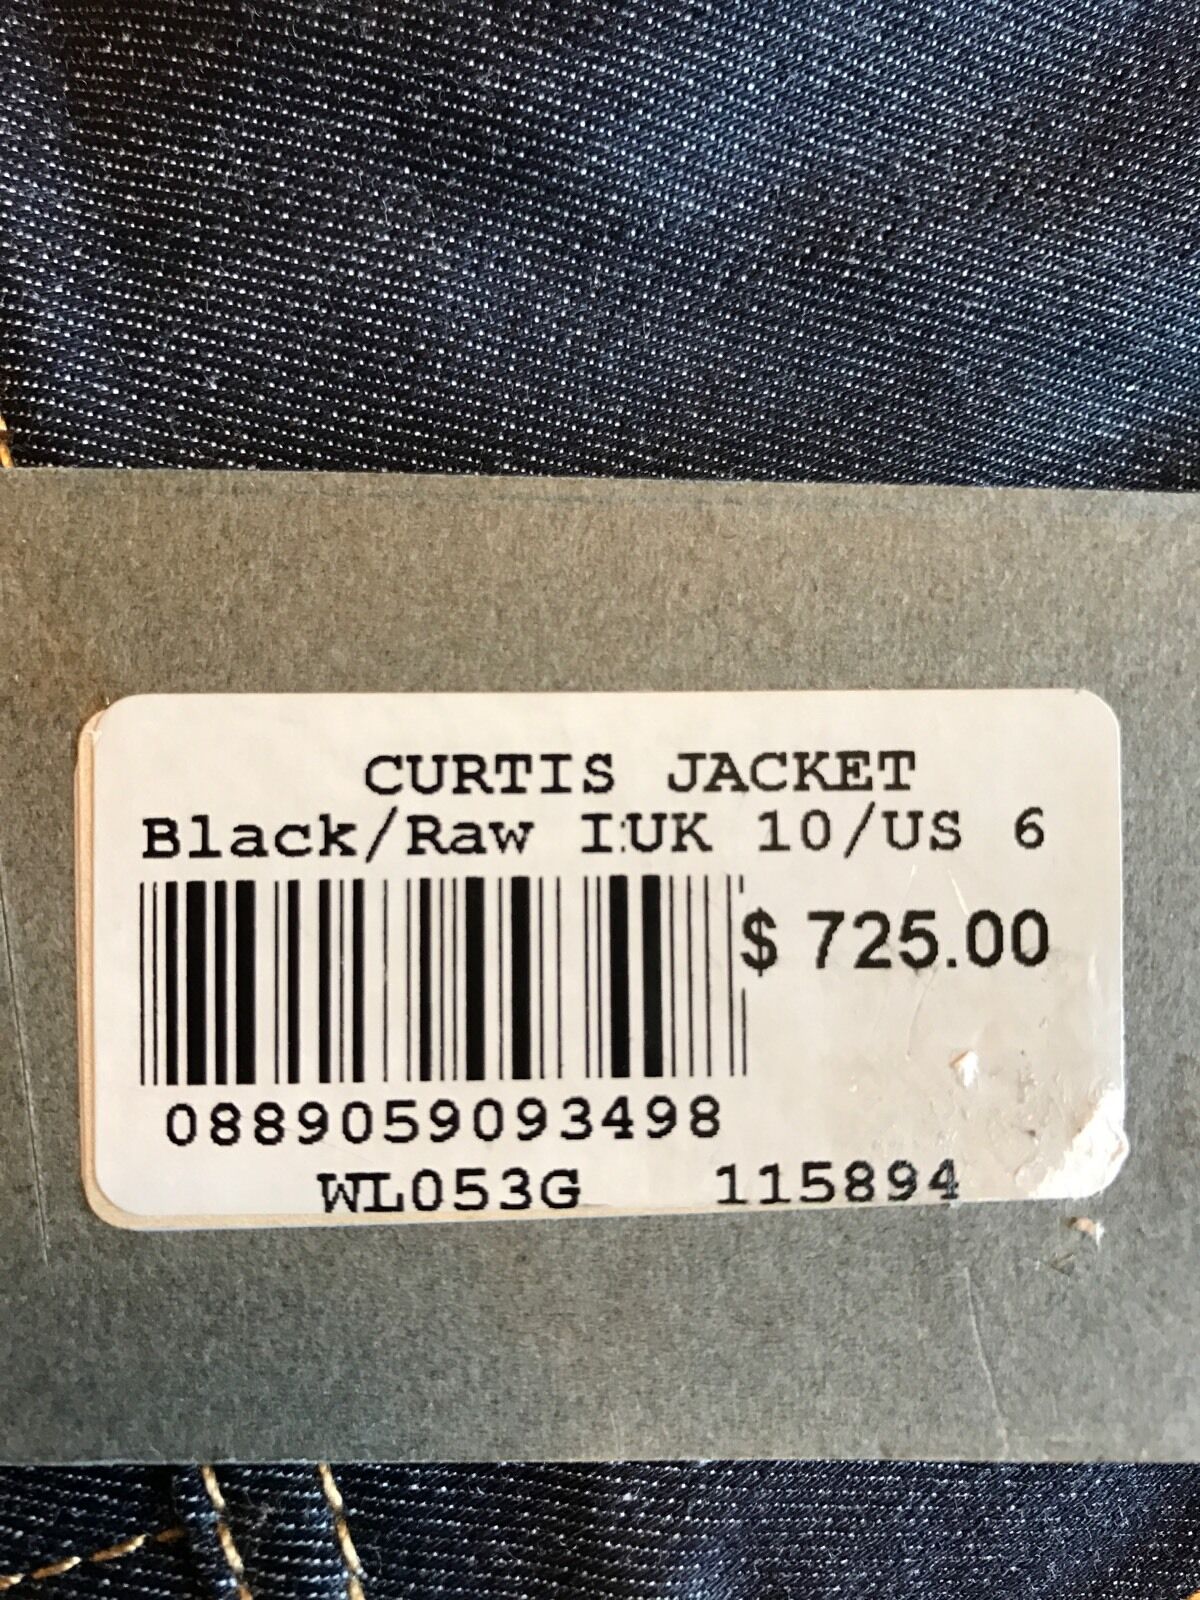 CURTIS JACKET
Black/Raw I UK 10/US 6
$ 725.00
0889059093498
WL053G 115894